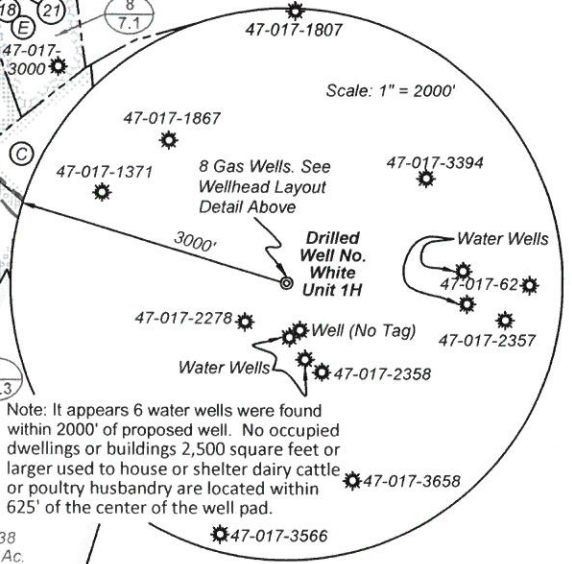 18
21
E
8
7.1
47-017-
3000
C
47-017-1807
Scale: 1" = 2000'
47-017-1867
47-017-1371
8 Gas Wells. See
Wellhead Layout
Detail Above
47-017-3394
3000'
Drilled
Well No.
White
Unit 1H
Water Wells
47-017-62
47-017-2357
47-017-2278
Well (No Tag)
Water Wells
47-017-2358
Note: It appears 6 water wells were found
within 2000' of proposed well. No occupied
dwellings or buildings 2,500 square feet or
larger used to house or shelter dairy cattle
or poultry husbandry are located within
625' of the center of the well pad.
47-017-3658
47-017-3566
38
Ac.